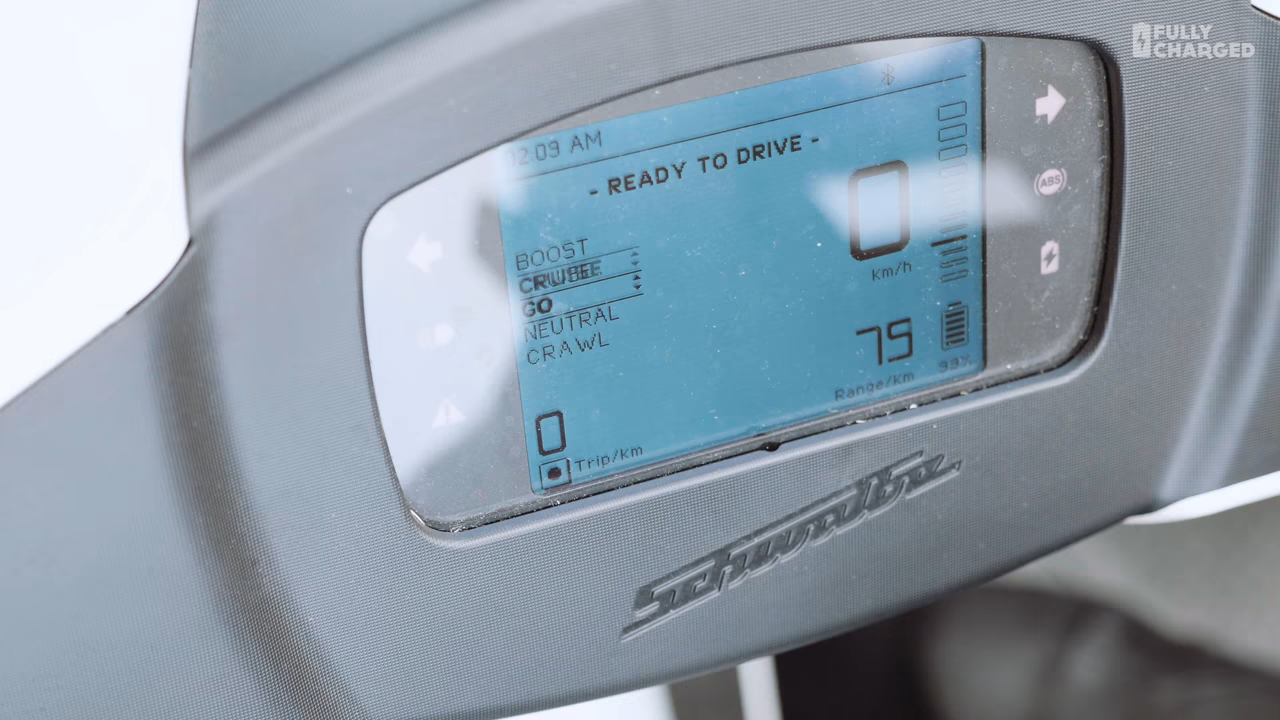 FULLY
CHARGED
02:09 AM
- READY TO DRIVE -
BOOST
CRUISE
GO
NEUTRAL
CRAWL
0
km/h
ABS
75
Range/km
99%
0
Trip/km
Schwalbe